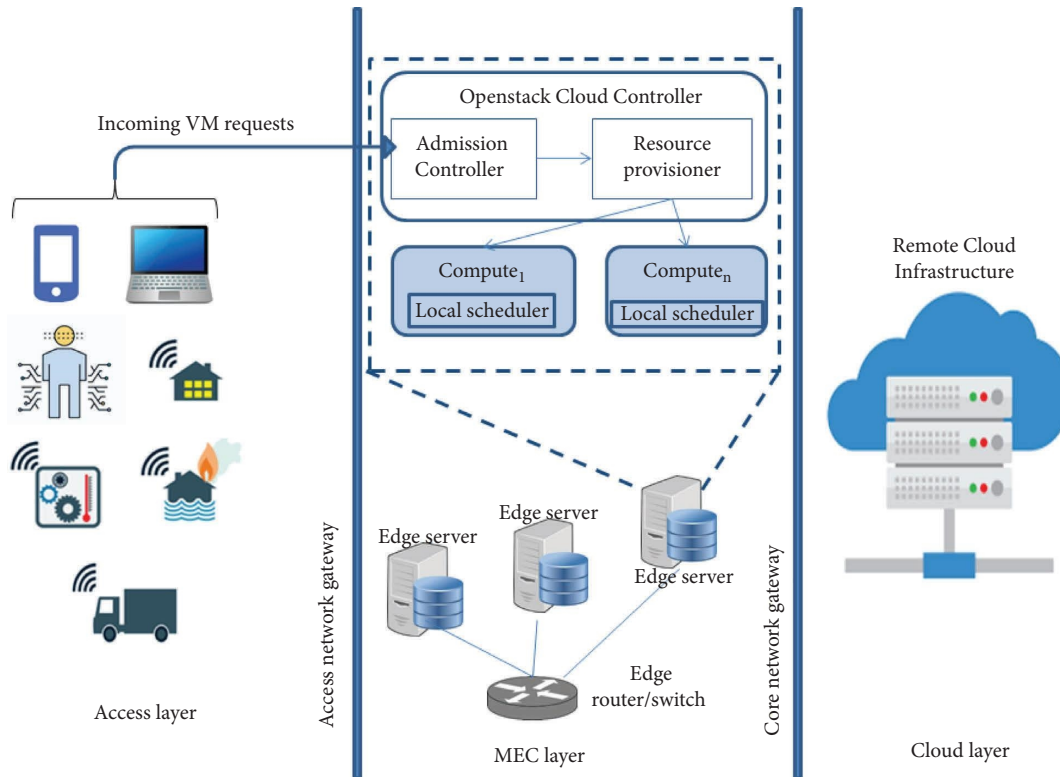 Incoming VM requests
Access layer
Access network gateway
Openstack Cloud Controller
Admission
Controller
Resource
provisioner
Compute₁
Local scheduler
Computeₙ
Local scheduler
Edge server
Edge server
Edge server
Edge
router/switch
MEC layer
Core network gateway
Remote Cloud
Infrastructure
Cloud layer